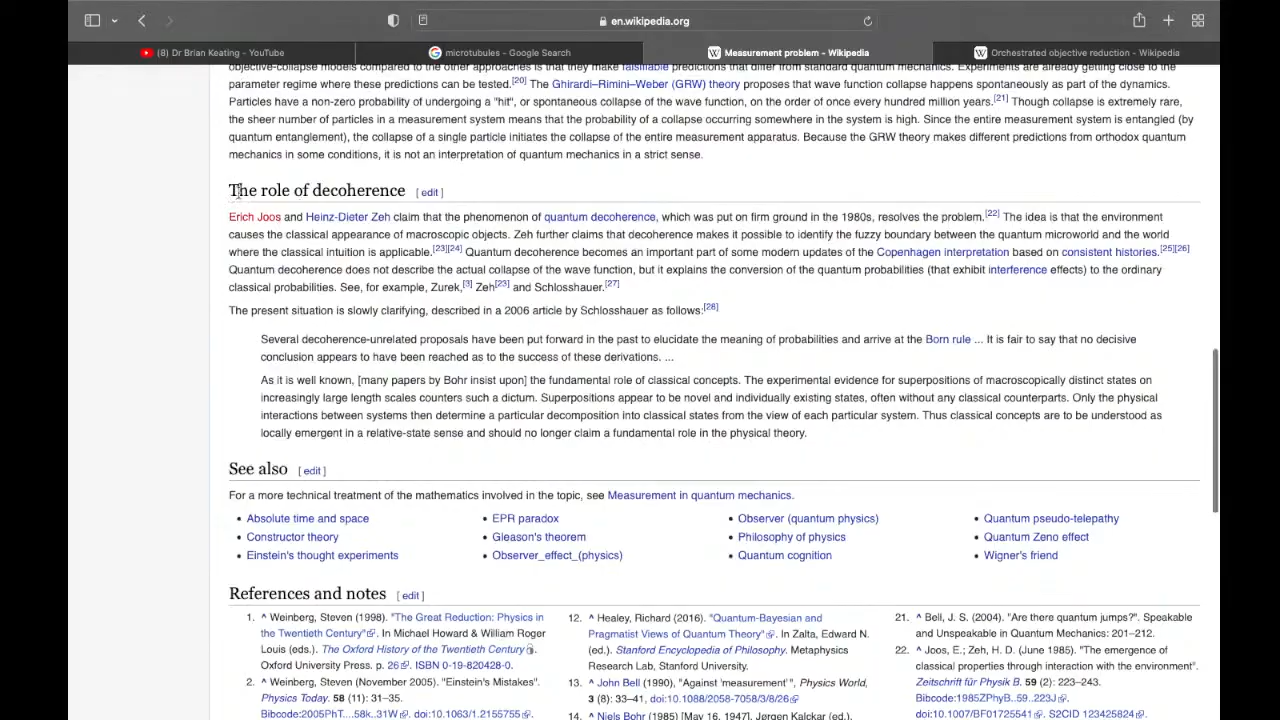 en.wikipedia.org
(8) Dr Brian Keating - YouTube
microtubules - Google Search
Measurement problem - Wikipedia
Orchestrated objective reduction - Wikipedia
objective-collapse models compared to the other approaches is that they make falsifiable predictions that differ from standard quantum mechanics. Experiments are already getting close to the
parameter regime where these predictions can be tested.[20] The Ghirardi–Rimini–Weber (GRW) theory proposes that wave function collapse happens spontaneously as part of the dynamics.
Particles have a non-zero probability of undergoing a "hit", or spontaneous collapse of the wave function, on the order of once every hundred million years.[21] Though collapse is extremely rare,
the sheer number of particles in a measurement system means that the probability of a collapse occurring somewhere in the system is high. Since the entire measurement system is entangled (by
quantum entanglement), the collapse of a single particle initiates the collapse of the entire measurement apparatus. Because the GRW theory makes different predictions from orthodox quantum
mechanics in some conditions, it is not an interpretation of quantum mechanics in a strict sense.
The role of decoherence [ edit ]
Erich Joos and Heinz-Dieter Zeh claim that the phenomenon of quantum decoherence, which was put on firm ground in the 1980s, resolves the problem.[22] The idea is that the environment
causes the classical appearance of macroscopic objects. Zeh further claims that decoherence makes it possible to identify the fuzzy boundary between the quantum microworld and the world
where the classical intuition is applicable.[23][24] Quantum decoherence becomes an important part of some modern updates of the Copenhagen interpretation based on consistent histories.[25][26]
Quantum decoherence does not describe the actual collapse of the wave function, but it explains the conversion of the quantum probabilities (that exhibit interference effects) to the ordinary
classical probabilities. See, for example, Zurek,[3] Zeh[23] and Schlosshauer.[27]
The present situation is slowly clarifying, described in a 2006 article by Schlosshauer as follows:[28]
Several decoherence-unrelated proposals have been put forward in the past to elucidate the meaning of probabilities and arrive at the Born rule ... It is fair to say that no decisive
conclusion appears to have been reached as to the success of these derivations. ...
As it is well known, [many papers by Bohr insist upon] the fundamental role of classical concepts. The experimental evidence for superpositions of macroscopically distinct states on
increasingly large length scales counters such a dictum. Superpositions appear to be novel and individually existing states, often without any classical counterparts. Only the physical
interactions between systems then determine a particular decomposition into classical states from the view of each particular system. Thus classical concepts are to be understood as
locally emergent in a relative-state sense and should no longer claim a fundamental role in the physical theory.
See also [ edit ]
For a more technical treatment of the mathematics involved in the topic, see Measurement in quantum mechanics.
• Absolute time and space
• Constructor theory
• Einstein's thought experiments
• EPR paradox
• Gleason's theorem
• Observer_effect_(physics)
• Observer (quantum physics)
• Philosophy of physics
• Quantum cognition
• Quantum pseudo-telepathy
• Quantum Zeno effect
• Wigner's friend
References and notes [ edit ]
1. ^ Weinberg, Steven (1998). "The Great Reduction: Physics in
the Twentieth Century". In Michael Howard & William Roger
Louis (eds.). The Oxford History of the Twentieth Century.
Oxford University Press. p. 26. ISBN 0-19-820428-0.
2. ^ Weinberg, Steven (November 2005). "Einstein's Mistakes".
Physics Today. 58 (11): 31–35.
Bibcode:2005PhT....58k..31W. doi:10.1063/1.2155755.
12. ^ Healey, Richard (2016). "Quantum-Bayesian and
Pragmatist Views of Quantum Theory". In Zalta, Edward N.
(ed.). Stanford Encyclopedia of Philosophy. Metaphysics
Research Lab, Stanford University.
13. ^ John Bell (1990), "Against 'measurement'", Physics World,
3 (8): 33–41, doi:10.1088/2058-7058/3/8/26
14. ^ Niels Bohr (1985) [May 16, 1947]. Jørgen Kalckar (ed.).
21. ^ Bell, J. S. (2004). "Are there quantum jumps?". Speakable
and Unspeakable in Quantum Mechanics: 201–212.
22. ^ Joos, E.; Zeh, H. D. (June 1985). "The emergence of
classical properties through interaction with the environment".
Zeitschrift für Physik B. 59 (2): 223–243.
Bibcode:1985ZPhyB..59..223J.
doi:10.1007/BF01725541. S2CID 123425824.